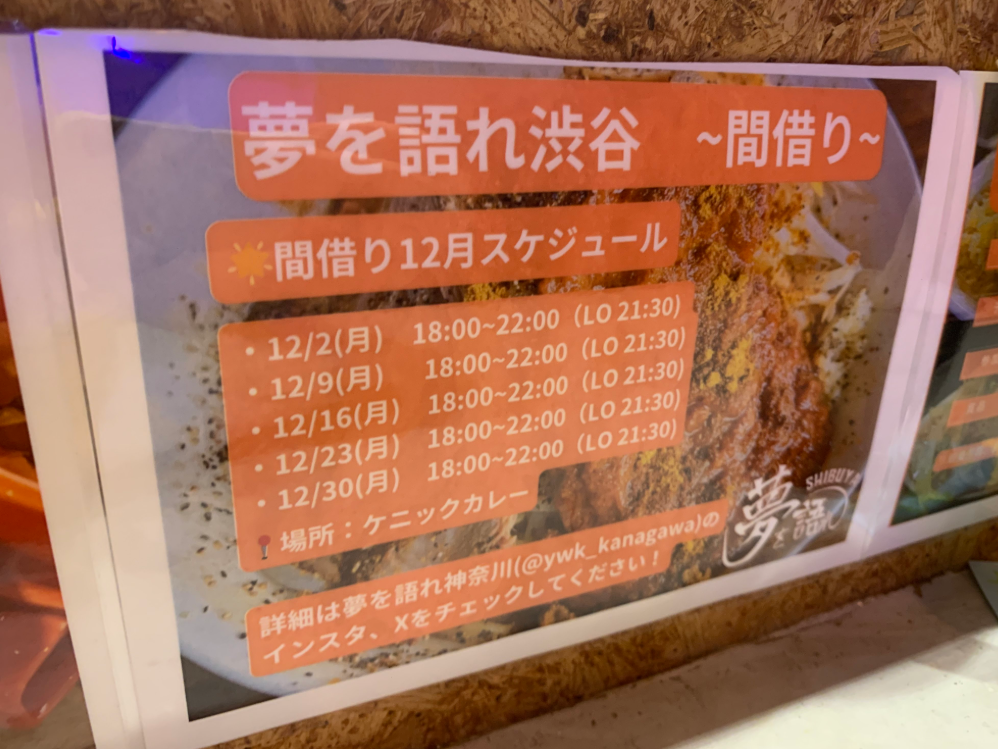 夢を語れ渋谷　~間借り~
間借り12月スケジュール
・12/2(月)　18:00~22:00（LO 21:30)
・12/9(月)　18:00~22:00（LO 21:30)
・12/16(月)　18:00~22:00（LO 21:30)
・12/23(月)　18:00~22:00（LO 21:30)
・12/30(月)　18:00~22:00（LO 21:30)
📍場所：ケニックカレー
詳細は夢を語れ神奈川(@ywk_kanagawa)の
インスタ、Xをチェックしてください！
夢を語れ
SHIBUYA